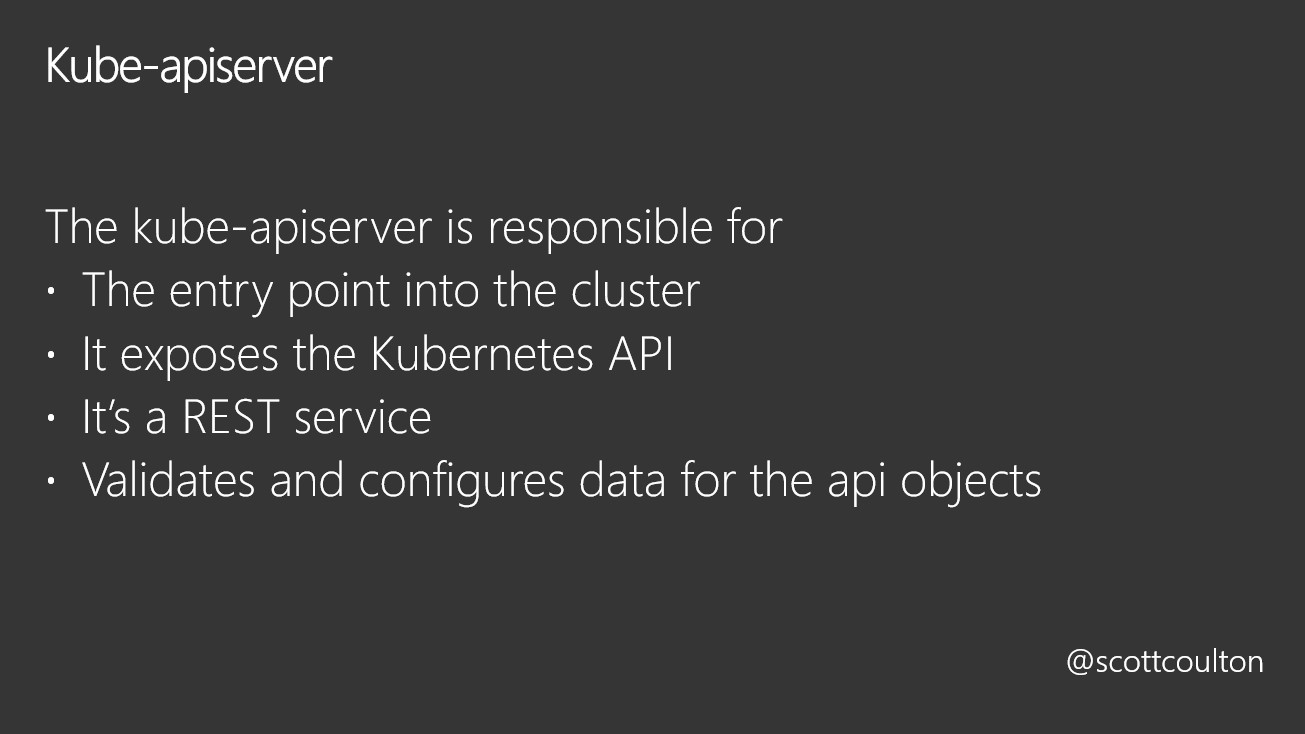 Kube-apiserver
The kube-apiserver is responsible for
• The entry point into the cluster
• It exposes the Kubernetes API
• It’s a REST service
• Validates and configures data for the api objects
@scottcoulton